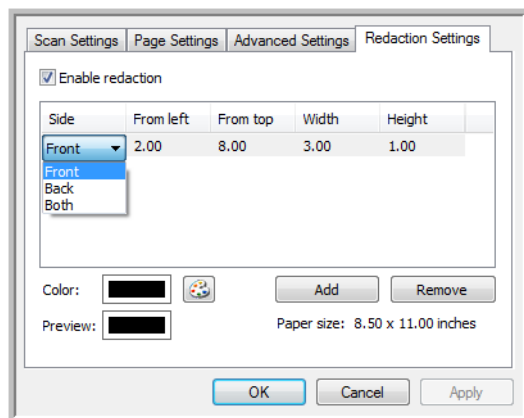 Scan Settings Page Settings Advanced Settings Redaction Settings
Enable redaction
Side From left From top Width Height
Front 2.00 8.00 3.00 1.00
Front
Back
Both
Color: Add Remove
Preview: Paper size: 8.50 x 11.00 inches
OK Cancel Apply